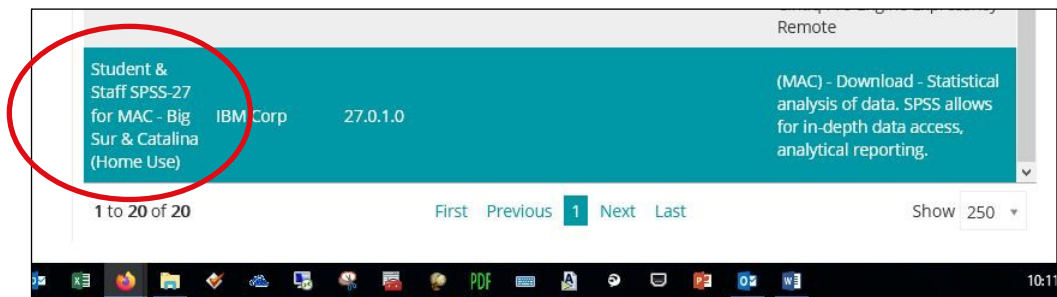 Remote
Student &
Staff SPSS-27
for MAC - Big
Sur & Catalina
(Home Use)
IBM Corp
27.0.1.0
(MAC) - Download - Statistical
analysis of data. SPSS allows
for in-depth data access,
analytical reporting.
1 to 20 of 20
First Previous 1 Next Last
Show 250
PDF
10:11